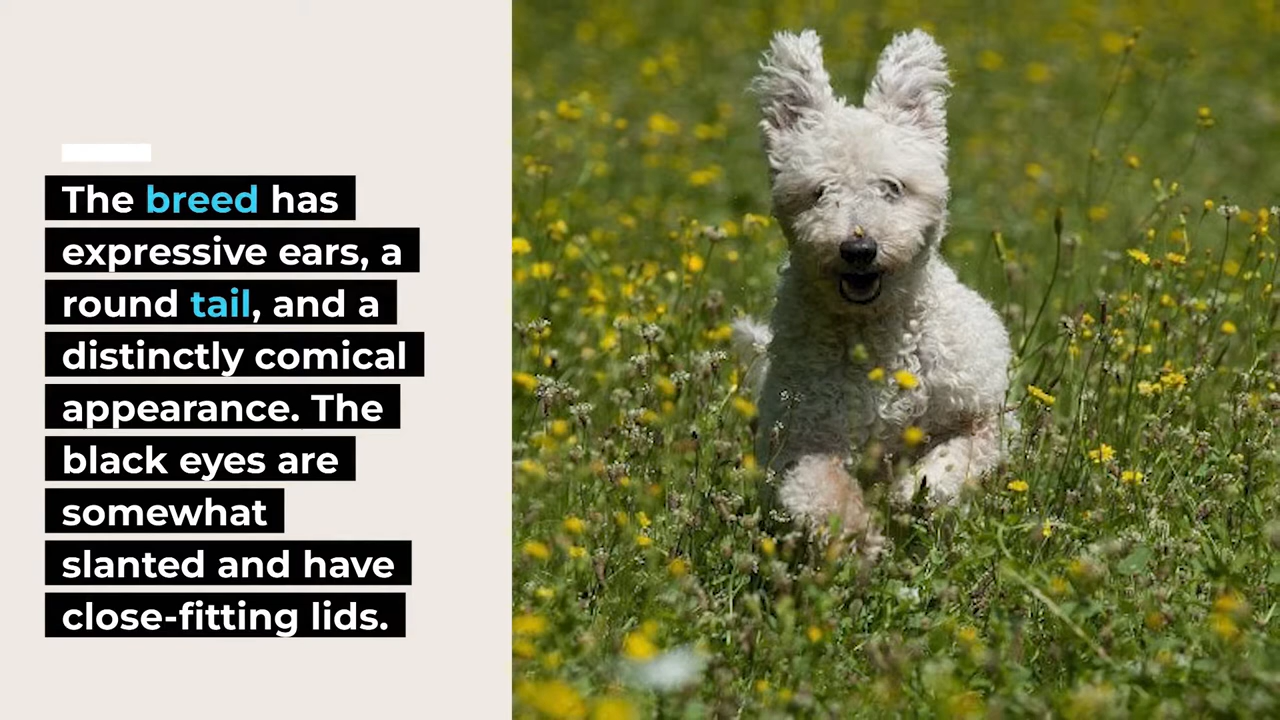 The breed has
expressive ears, a
round tail, and a
distinctly comical
appearance. The
black eyes are
somewhat
slanted and have
close-fitting lids.